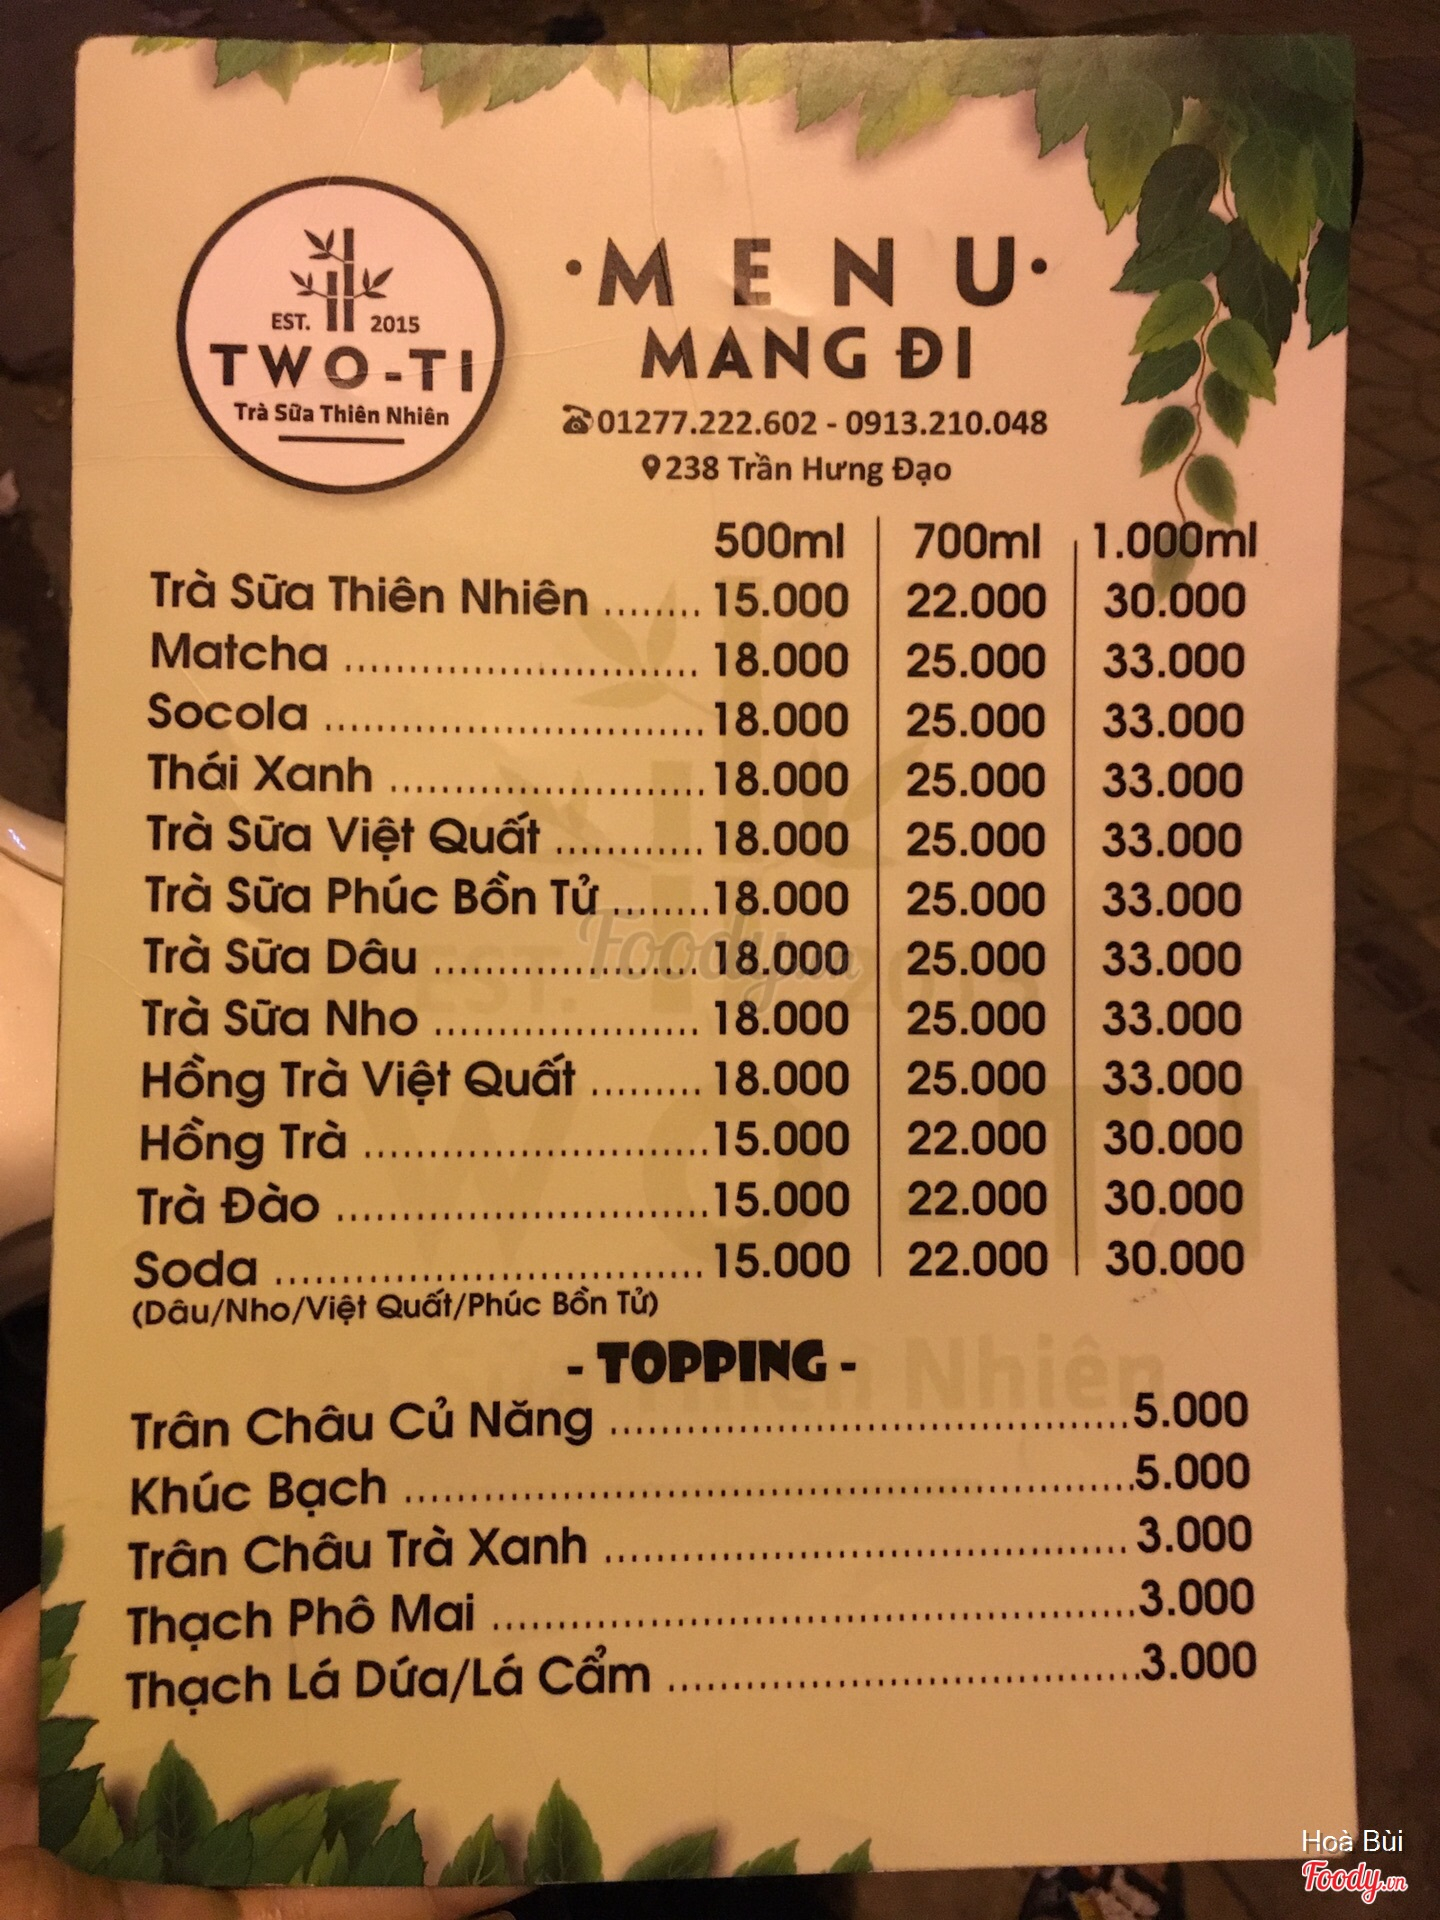 EST. 2015
TWO-TI
Trà Sữa Thiên Nhiên
·MENU·
MANG ĐI
01277.222.602 - 0913.210.048
238 Trần Hưng Đạo
500ml 700ml 1.000ml
Trà Sữa Thiên Nhiên ........ 15.000 22.000 30.000
Matcha ........................... 18.000 25.000 33.000
Socola ............................. 18.000 25.000 33.000
Thái Xanh ........................ 18.000 25.000 33.000
Trà Sữa Việt Quất ............ 18.000 25.000 33.000
Trà Sữa Phúc Bồn Tử ........ 18.000 25.000 33.000
Trà Sữa Dâu ..................... 18.000 25.000 33.000
Trà Sữa Nho ..................... 18.000 25.000 33.000
Hồng Trà Việt Quất ......... 18.000 25.000 33.000
Hồng Trà ........................... 15.000 22.000 30.000
Trà Đào ............................. 15.000 22.000 30.000
Soda ................................. 15.000 22.000 30.000
(Dâu/Nho/Việt Quất/Phúc Bồn Tử)
- TOPPING -
Trân Châu Củ Năng ........................................ 5.000
Khúc Bạch ........................................................ 5.000
Trân Châu Trà Xanh ........................................ 3.000
Thạch Phô Mai ................................................. 3.000
Thạch Lá Dứa/Lá Cẩm .................................... 3.000
Foody.vn
EST. 2015
TWO-TI
Thiên Nhiên
Hoà Bùi
Foody.vn